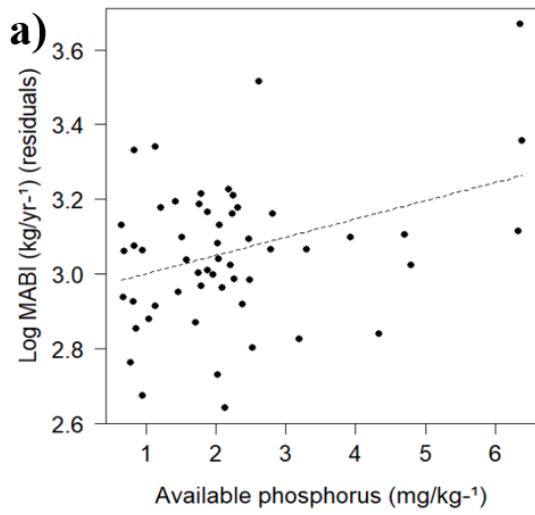 a)
Log MABI (kg/yr-¹) (residuals)
3.6
3.4
3.2
3.0
2.8
2.6
1 2 3 4 5 6
Available phosphorus (mg/kg-¹)